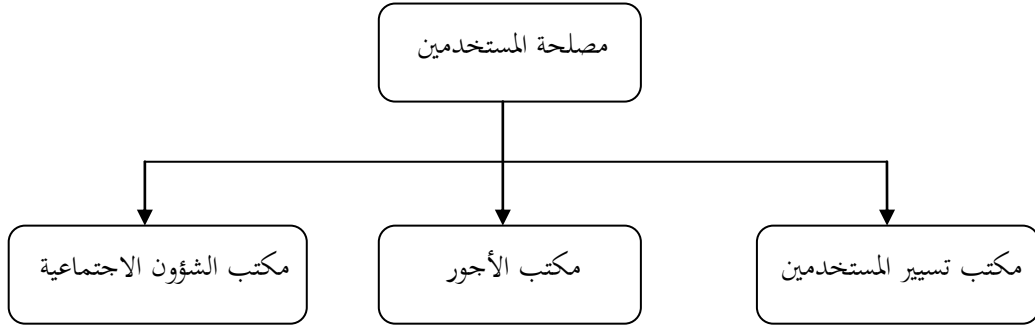 مصلحة المستخدمين
مكتب تسيير المستخدمين
مكتب الأجور
مكتب الشؤون الاجتماعية